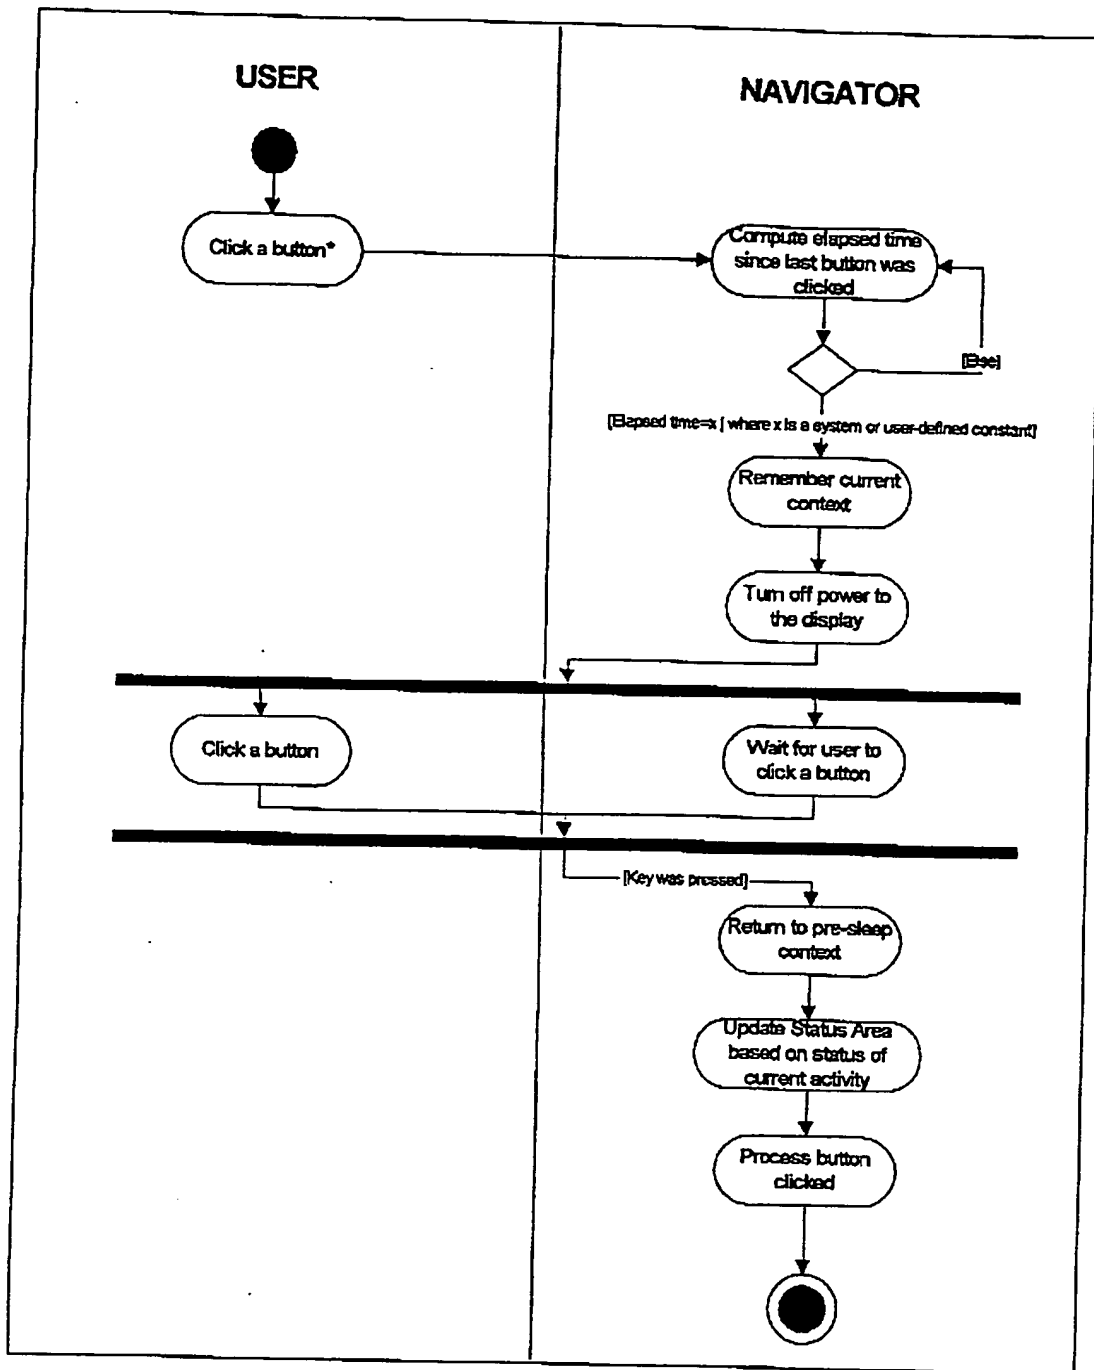 USER
NAVIGATOR
Click a button*
Compute elapsed time
since last button was
clicked
[Else]
[Elapsed time=x [ where x is a system or user-defined constant]
Remember current
context
Turn off power to
the display
Click a button
Wait for user to
click a button
[Key was pressed]
Return to pre-sleep
context
Update Status Area
based on status of
current activity
Process button
clicked